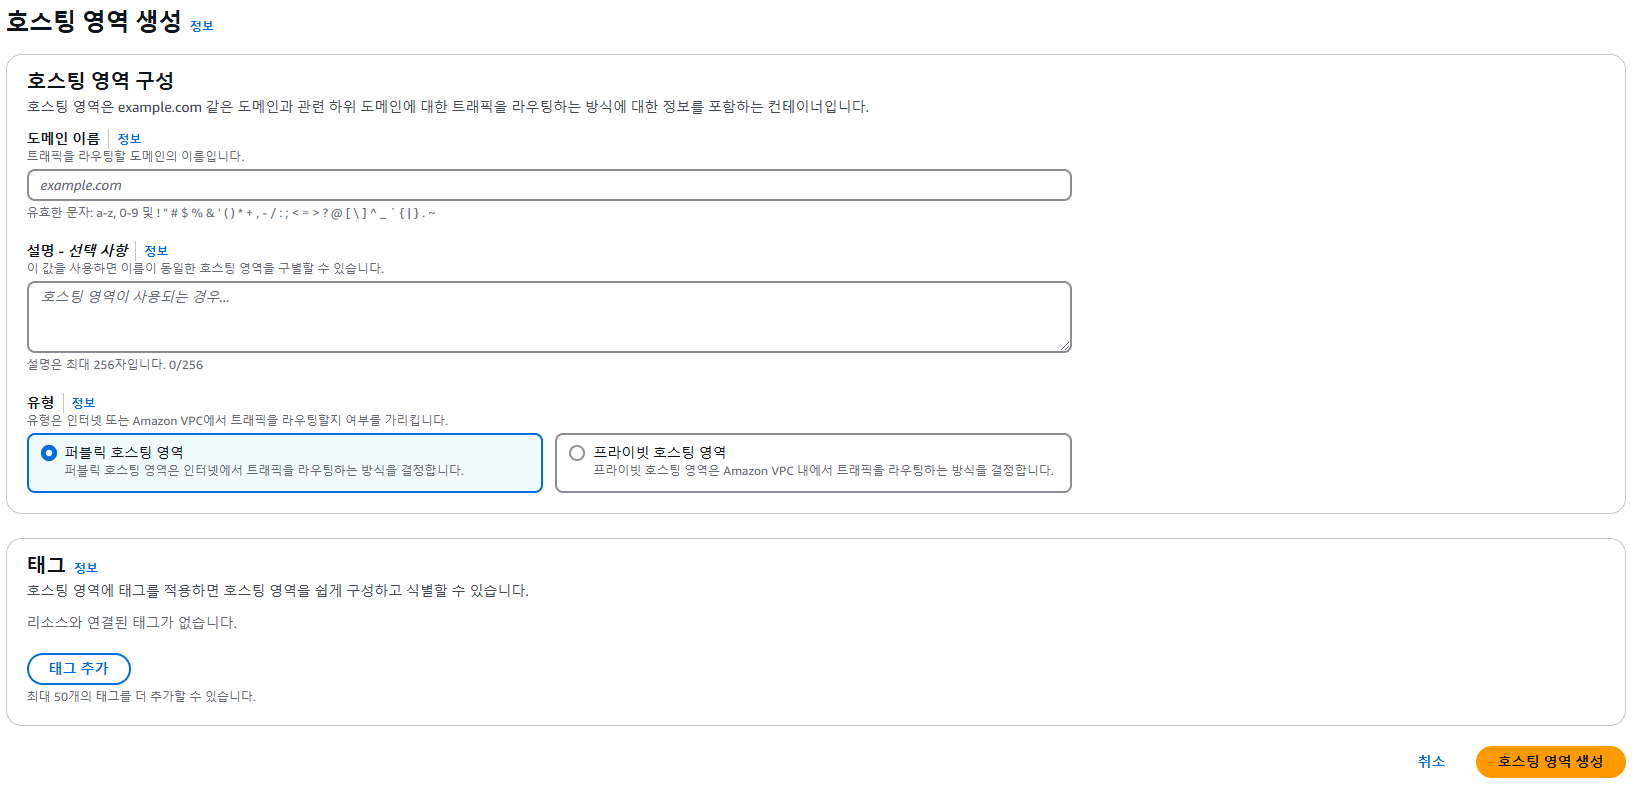 호스팅 영역 생성 정보
호스팅 영역 구성
호스팅 영역은 example.com 같은 도메인과 관련 하위 도메인에 대한 트래픽을 라우팅하는 방식에 대한 정보를 포함하는 컨테이너입니다.
도메인 이름 정보
트래픽을 라우팅할 도메인의 이름입니다.
example.com
유효한 문자: a-z, 0-9 및 ! " # $ % & ' ( ) * + , - / : ; < = > ? @ [ \ ] ^ _ ` { | } . ~
설명 - 선택 사항 정보
이 값을 사용하면 이름이 동일한 호스팅 영역을 구별할 수 있습니다.
호스팅 영역이 사용되는 경우...
설명은 최대 256자입니다. 0/256
유형 정보
유형은 인터넷 또는 Amazon VPC에서 트래픽을 라우팅할지 여부를 가리킵니다.
퍼블릭 호스팅 영역
퍼블릭 호스팅 영역은 인터넷에서 트래픽을 라우팅하는 방식을 결정합니다.
프라이빗 호스팅 영역
프라이빗 호스팅 영역은 Amazon VPC 내에서 트래픽을 라우팅하는 방식을 결정합니다.
태그 정보
호스팅 영역에 태그를 적용하면 호스팅 영역을 쉽게 구성하고 식별할 수 있습니다.
리소스와 연결된 태그가 없습니다.
태그 추가
최대 50개의 태그를 더 추가할 수 있습니다.
취소
호스팅 영역 생성